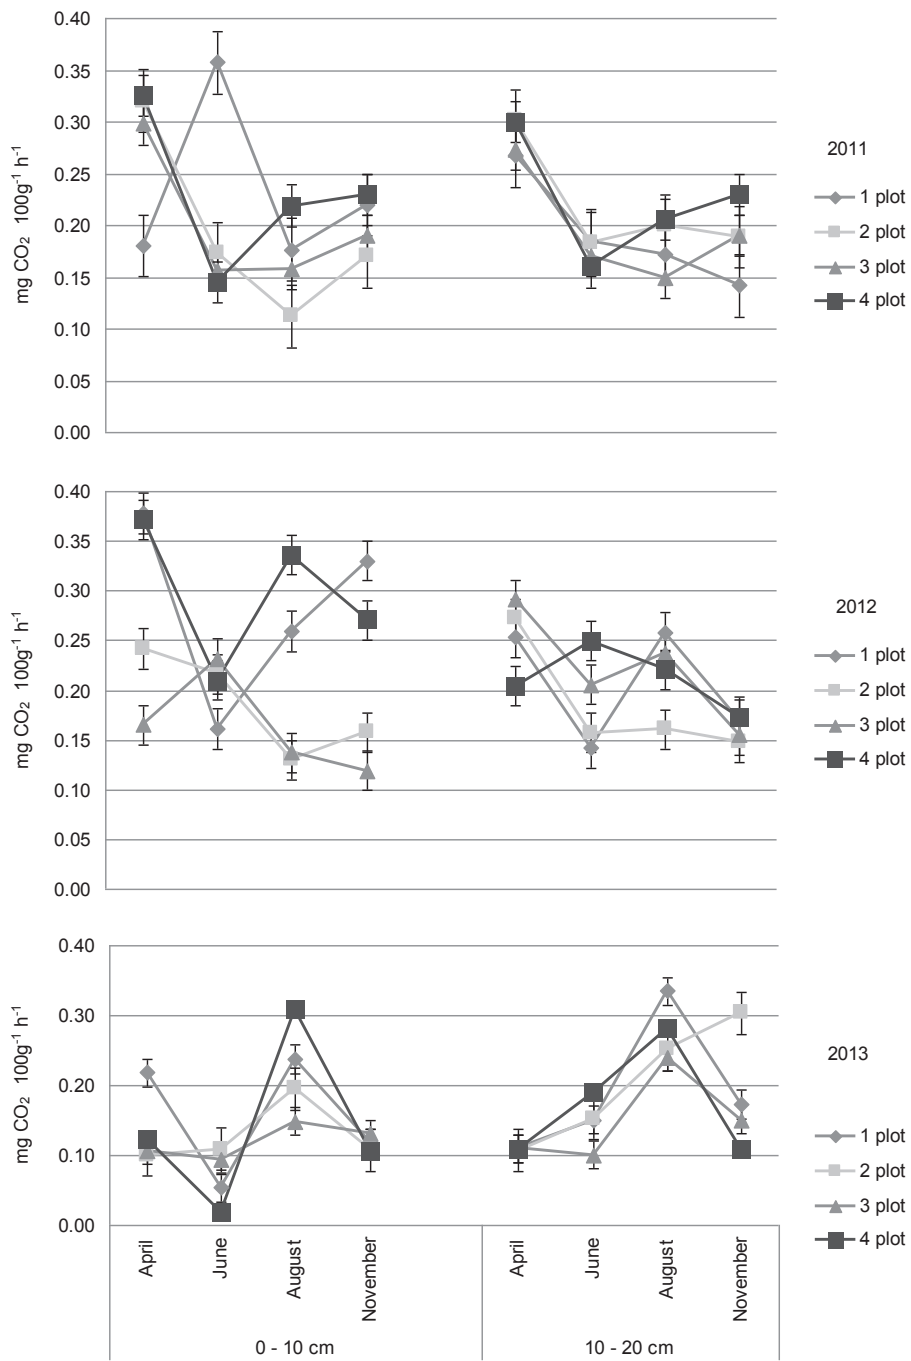 0.40
0.35
0.30
0.25
0.20
0.15
0.10
0.05
0.00
mg CO₂ 100g⁻¹ h⁻¹
2011
1 plot
2 plot
3 plot
4 plot
0.40
0.35
0.30
0.25
0.20
0.15
0.10
0.05
0.00
mg CO₂ 100g⁻¹ h⁻¹
2012
1 plot
2 plot
3 plot
4 plot
0.40
0.30
0.20
0.10
0.00
mg CO₂ 100g⁻¹ h⁻¹
2013
1 plot
2 plot
3 plot
4 plot
April
June
August
November
April
June
August
November
0 - 10 cm
10 - 20 cm